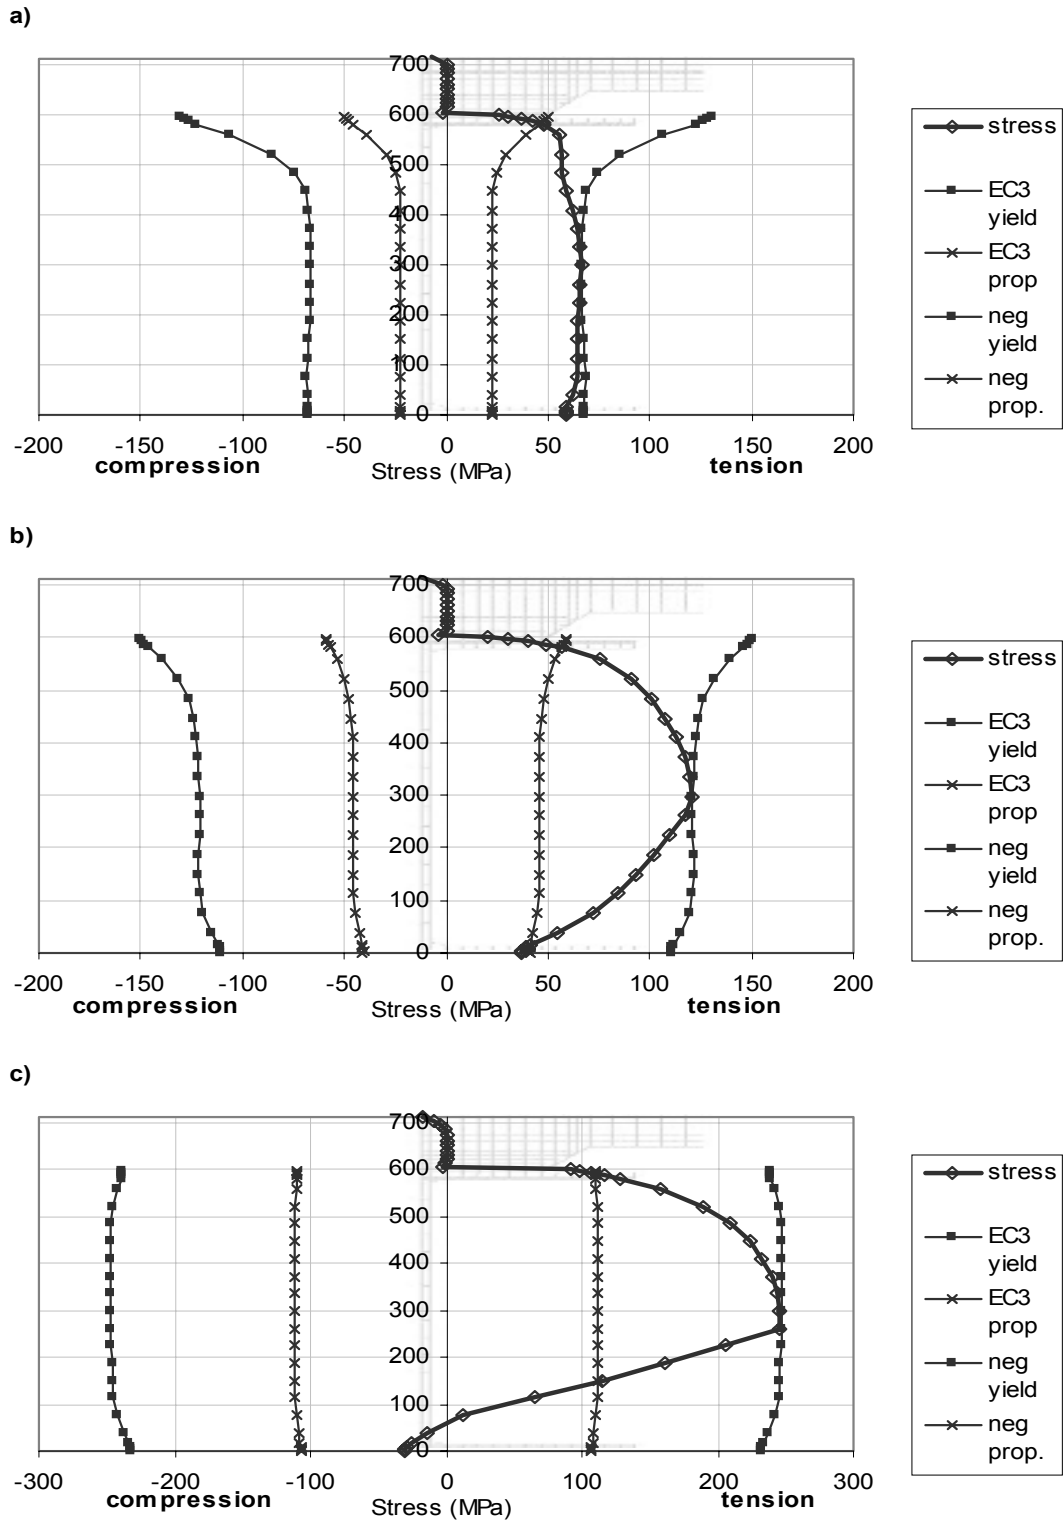 a)
700
600
500
400
300
200
100
0
-200 -150 -100 -50 0 50 100 150 200
compression Stress (MPa) tension
stress
EC3
yield
EC3
prop
neg
yield
neg
prop.
b)
700
600
500
400
300
200
100
0
-200 -150 -100 -50 0 50 100 150 200
compression Stress (MPa) tension
stress
EC3
yield
EC3
prop
neg
yield
neg
prop.
c)
700
600
500
400
300
200
100
0
-300 -200 -100 0 100 200 300
compression Stress (MPa) tension
stress
EC3
yield
EC3
prop
neg
yield
neg
prop.